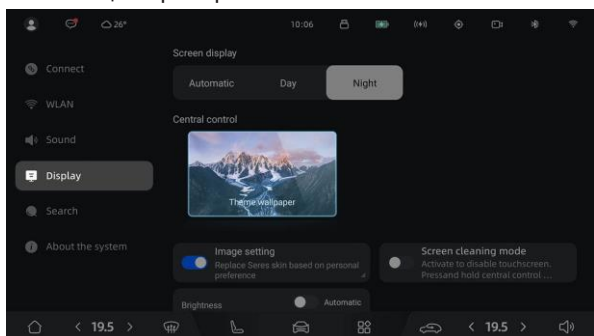 26°
10:06
Screen display
Connect
Automatic Day Night
WLAN
Central control
Sound
Display
Theme wallpaper
Search
About the system
Image setting
Replace Seres skin based on personal
preference
Screen cleaning mode
Activate to disable touchscreen.
Pressand hold central control ...
Brightness
Automatic
< 19.5 >
< 19.5 >